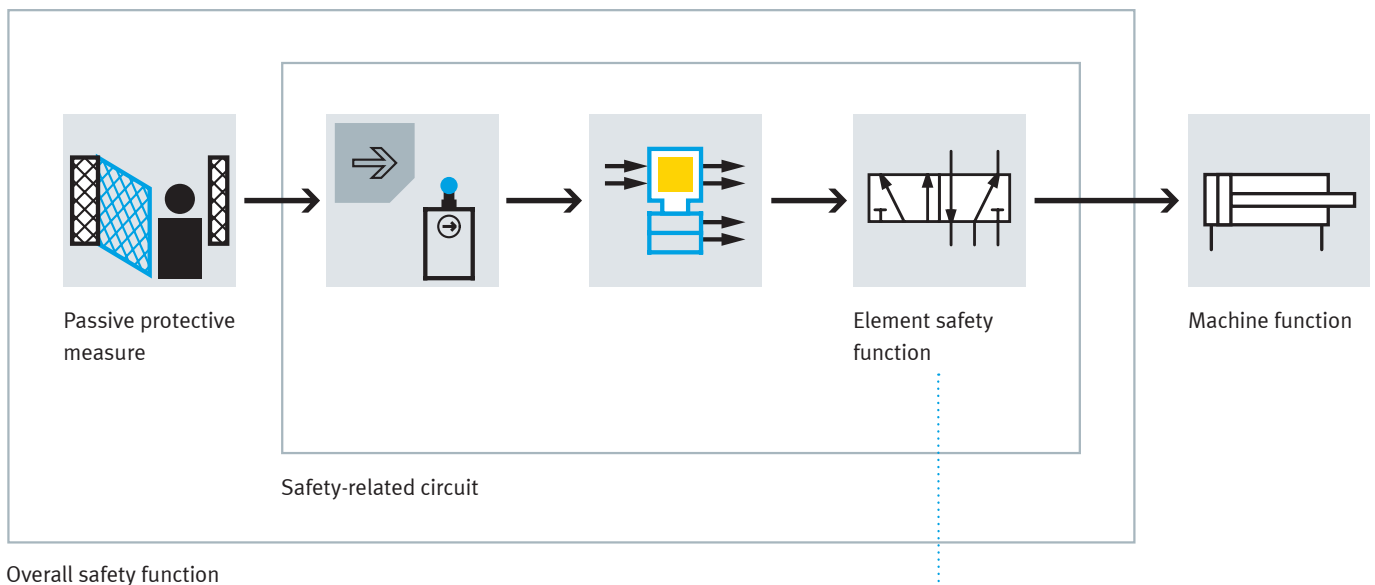 Passive protective
measure
Element safety
function
Machine function
Safety-related circuit
Overall safety function